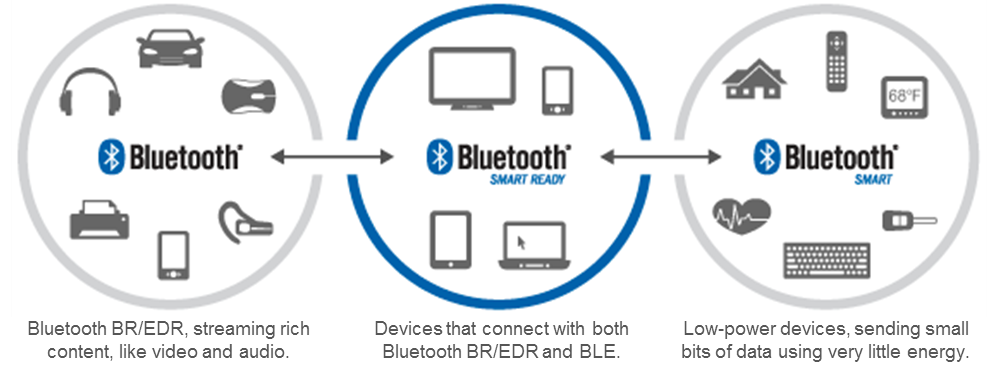 68°F
Bluetooth®
Bluetooth®
SMART READY
Bluetooth®
SMART
Bluetooth BR/EDR, streaming rich
content, like video and audio.
Devices that connect with both
Bluetooth BR/EDR and BLE.
Low-power devices, sending small
bits of data using very little energy.